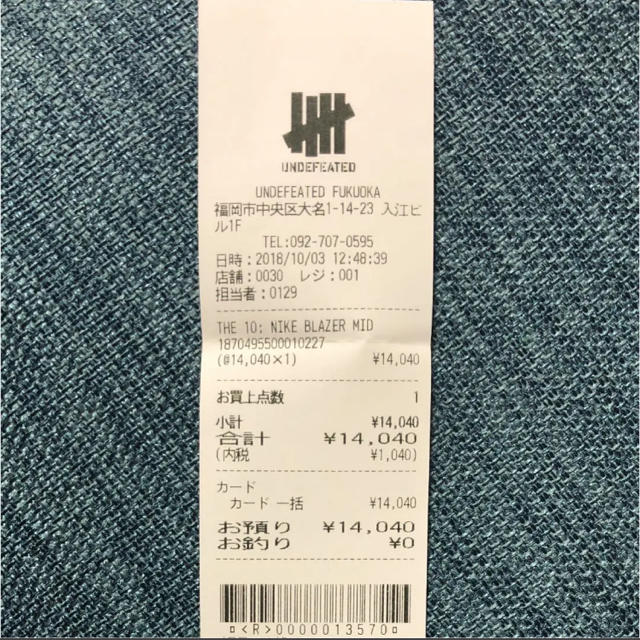 UNDEFEATED
UNDEFEATED FUKUOKA
福岡市中央区大名1-14-23 入江ビ
ル1F
TEL:092-707-0595
日時:2018/10/03 12:48:39
店舗:0030 レジ:001
担当者:0129
THE 10: NIKE BLAZER MID
1870495500010227
(@14,040×1) ¥14,040
お買上点数 1
小計 ¥14,040
合計 ¥14,040
(内税 ¥1,040)
カード
カード 一括 ¥14,040
お預り ¥14,040
お釣り ¥0
¤<R>0000013570¤